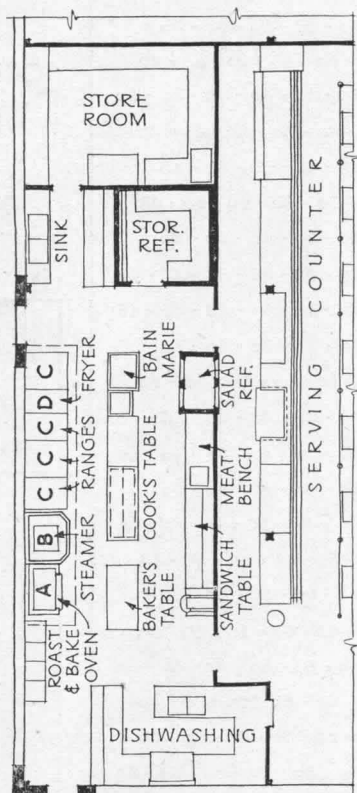 STORE
ROOM
STOR.
REF.
SINK
C
D
C
C
C
B
A
FRYER
RANGES
STEAMER
ROAST
& BAKE
OVEN
BAIN
MARIE
COOK'S TABLE
BAKER'S
TABLE
SALAD
REF.
MEAT
BENCH
SANDWICH
TABLE
SERVING COUNTER
DISHWASHING